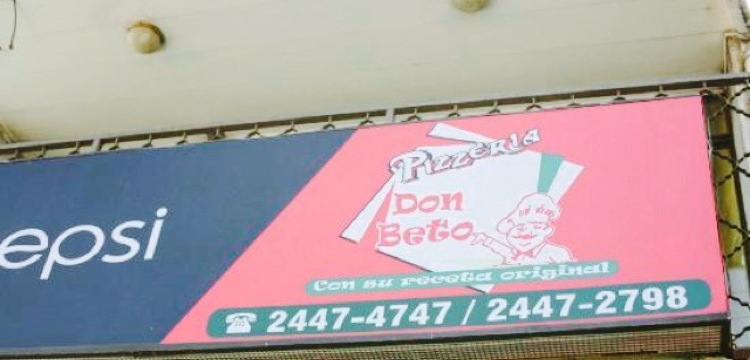 epsi
PIZZERIA
Don
Beto
Con su receta original
☎ 2447-4747 / 2447-2798